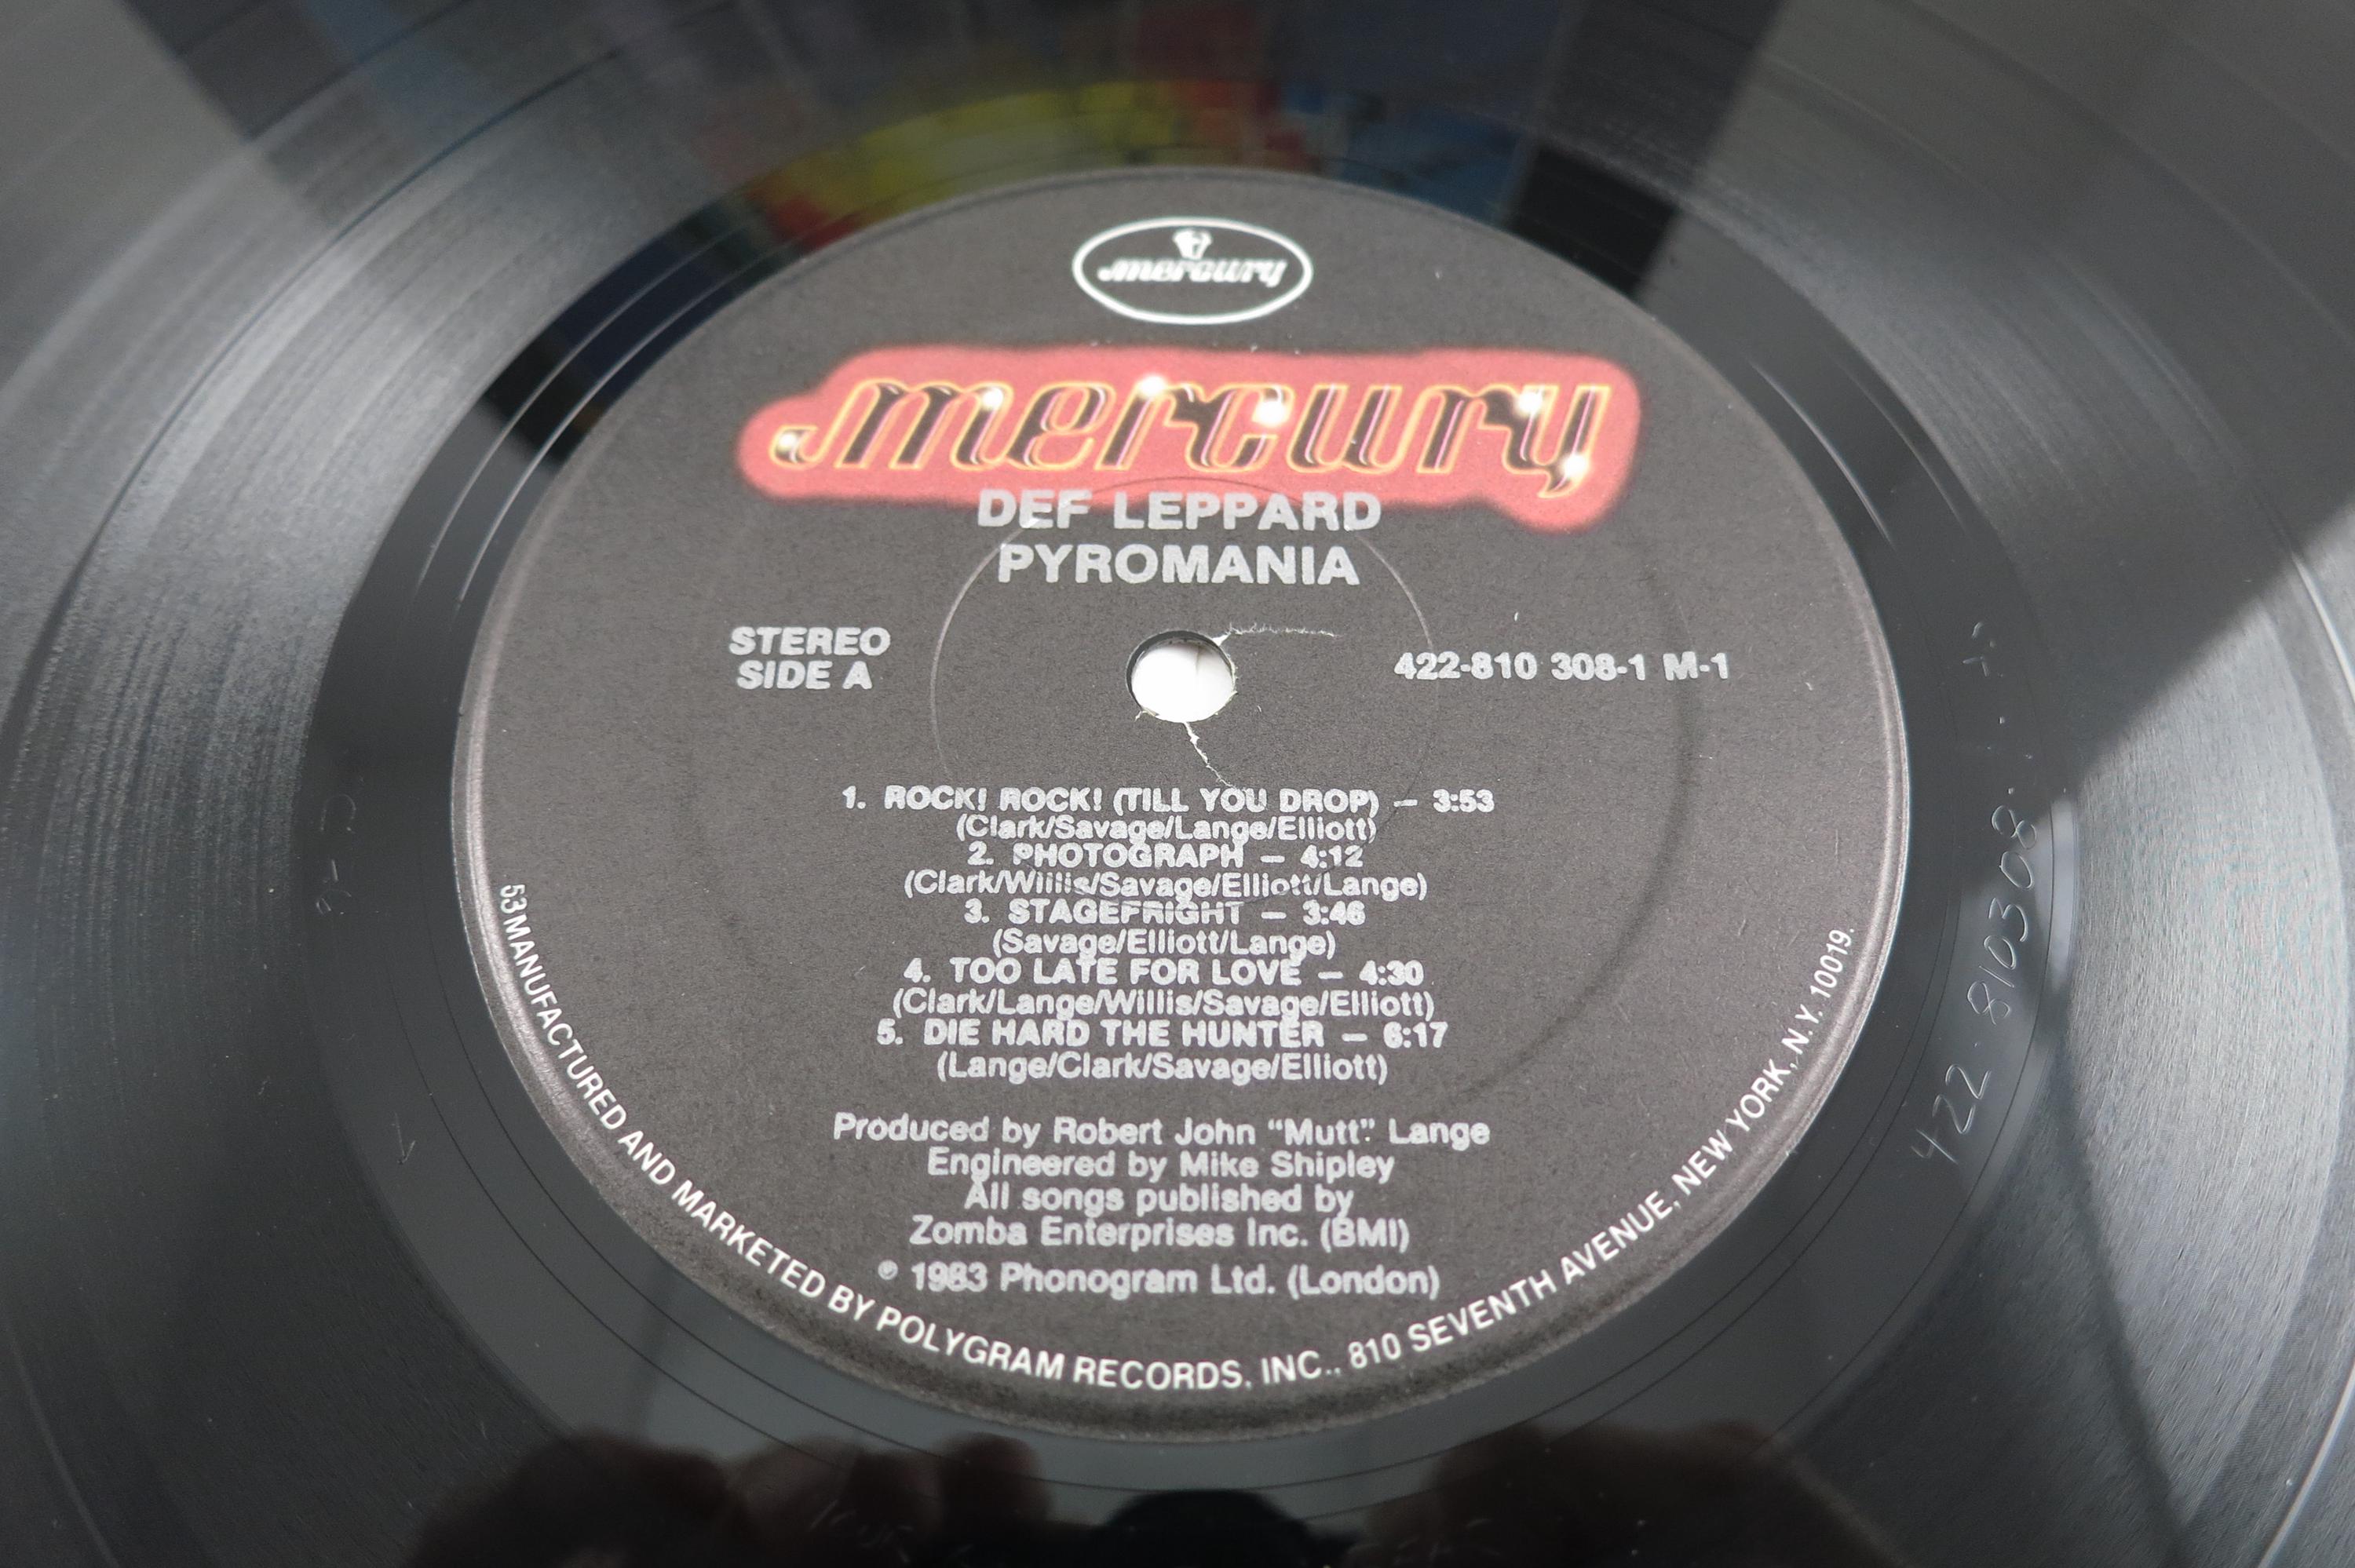 mercury
mercury
DEF LEPPARD
PYROMANIA
STEREO
SIDE A
422-810 308-1 M-1
1. ROCK! ROCK! (TILL YOU DROP) — 3:53
(Clark/Savage/Lange/Elliott)
2. PHOTOGRAPH — 4:12
(Clark/Willis/Savage/Elliott/Lange)
3. STAGEFRIGHT — 3:46
(Savage/Elliott/Lange)
4. TOO LATE FOR LOVE — 4:30
(Clark/Lange/Willis/Savage/Elliott)
5. DIE HARD THE HUNTER — 6:17
(Lange/Clark/Savage/Elliott)
Produced by Robert John “Mutt” Lange
Engineered by Mike Shipley
All songs published by
Zomba Enterprises Inc. (BMI)
℗ 1983 Phonogram Ltd. (London)
53 MANUFACTURED AND MARKETED BY POLYGRAM RECORDS, INC., 810 SEVENTH AVENUE, NEW YORK, N.Y. 10019.
422 · 810308 ·